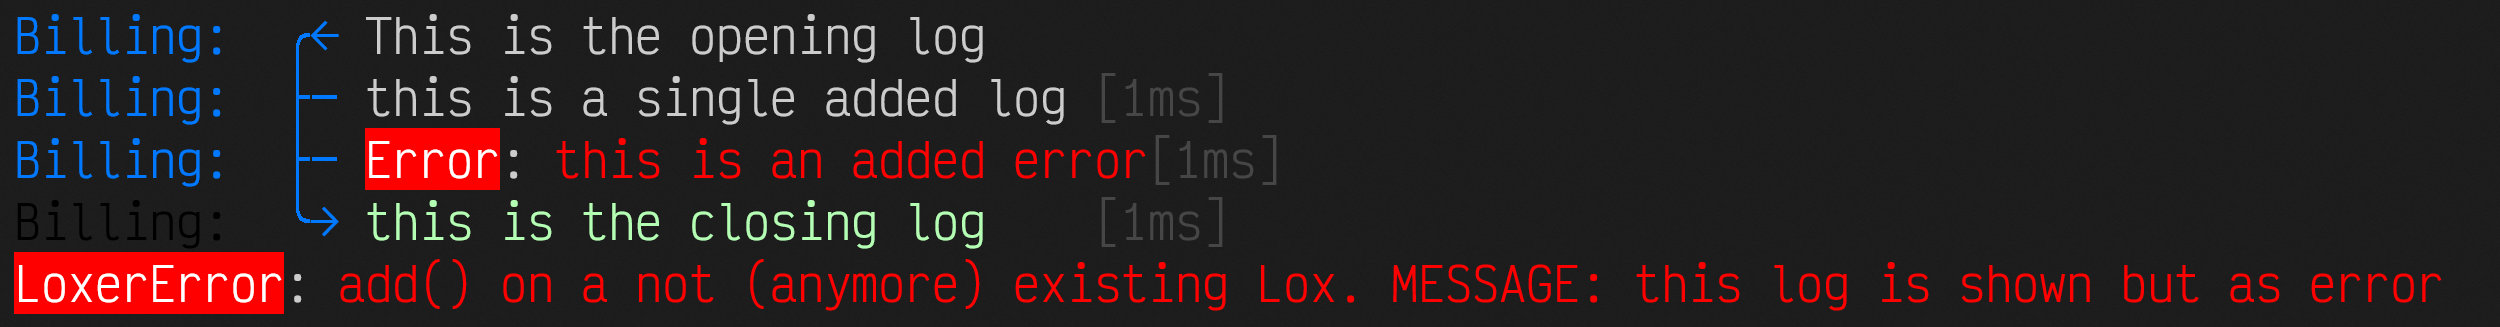 Billing: This is the opening log
Billing: this is a single added log [1ms]
Billing: Error: this is an added error[1ms]
Billing: this is the closing log [1ms]
LoxerError: add() on a not (anymore) existing Lox. MESSAGE: this log is shown but as error